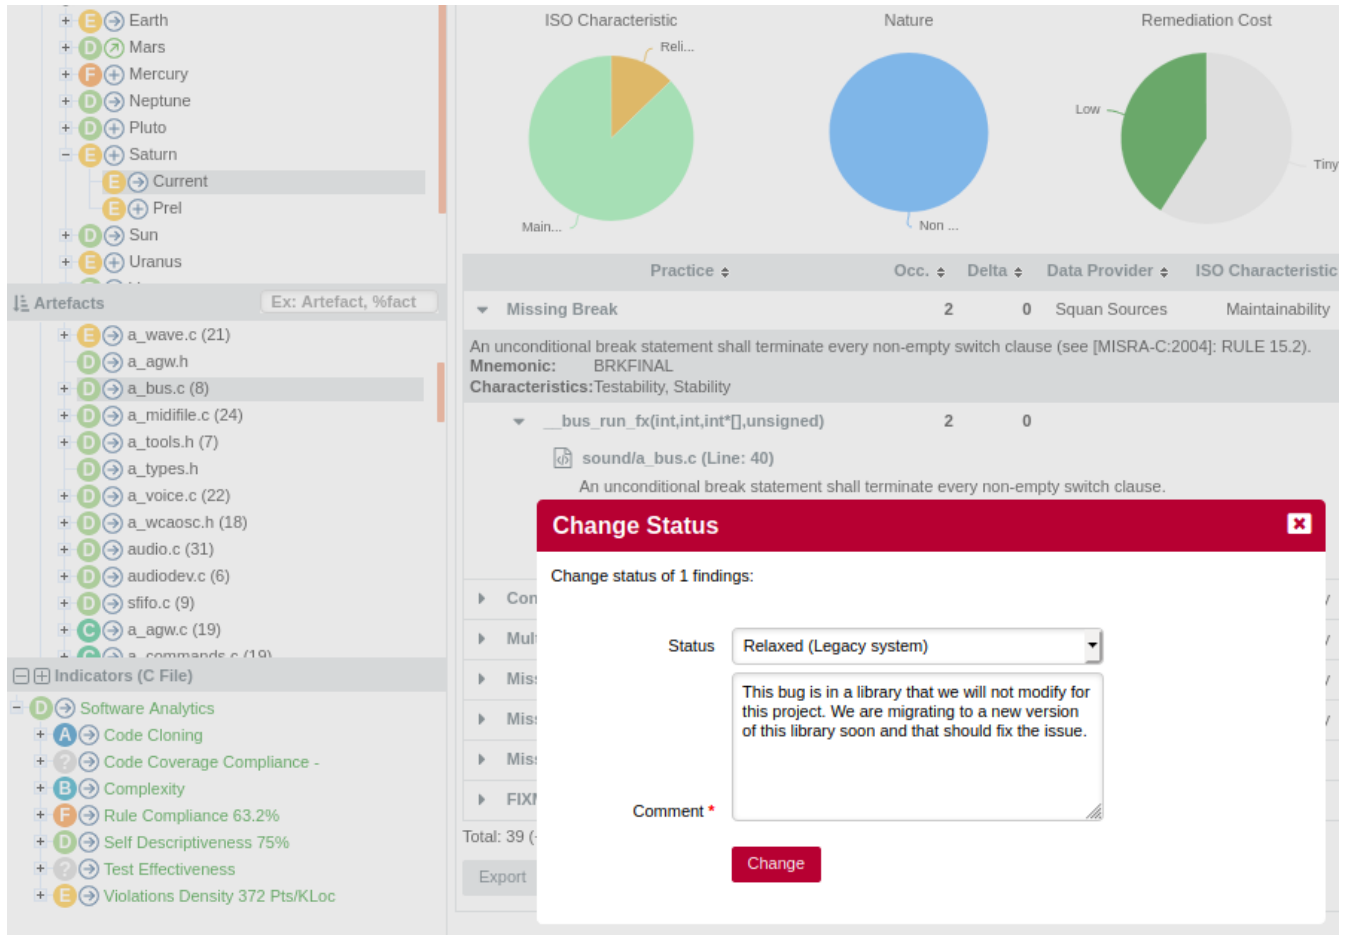 E Earth
D Mars
F Mercury
D Neptune
D Pluto
E Saturn
E Current
E Prel
D Sun
E Uranus
Artefacts
Ex: Artefact, %fact
E a_wave.c (21)
D a_agw.h
D a_bus.c (8)
D a_midifile.c (24)
D a_tools.h (7)
D a_types.h
D a_voice.c (22)
D a_wcaosc.h (18)
D audio.c (31)
D audiodev.c (6)
D sfifo.c (9)
C a_agw.c (19)
C a_commands.c (19)
Indicators (C File)
D Software Analytics
A Code Cloning
? Code Coverage Compliance -
B Complexity
F Rule Compliance 63.2%
D Self Descriptiveness 75%
? Test Effectiveness
E Violations Density 372 Pts/KLoc
ISO Characteristic
Reli...
Main...
Nature
Non ...
Remediation Cost
Low
Tiny
Practice Occ. Delta Data Provider ISO Characteristic
Missing Break 2 0 Squan Sources Maintainability
An unconditional break statement shall terminate every non-empty switch clause (see [MISRA-C:2004]: RULE 15.2).
Mnemonic: BRKFINAL
Characteristics: Testability, Stability
__bus_run_fx(int,int,int*[],unsigned) 2 0
sound/a_bus.c (Line: 40)
An unconditional break statement shall terminate every non-empty switch clause.
Con
Mul
Miss
Miss
Miss
FIXM
Total: 39 (
Export
Change Status
Change status of 1 findings:
Status Relaxed (Legacy system)
This bug is in a library that we will not modify for
this project. We are migrating to a new version
of this library soon and that should fix the issue.
Comment *
Change